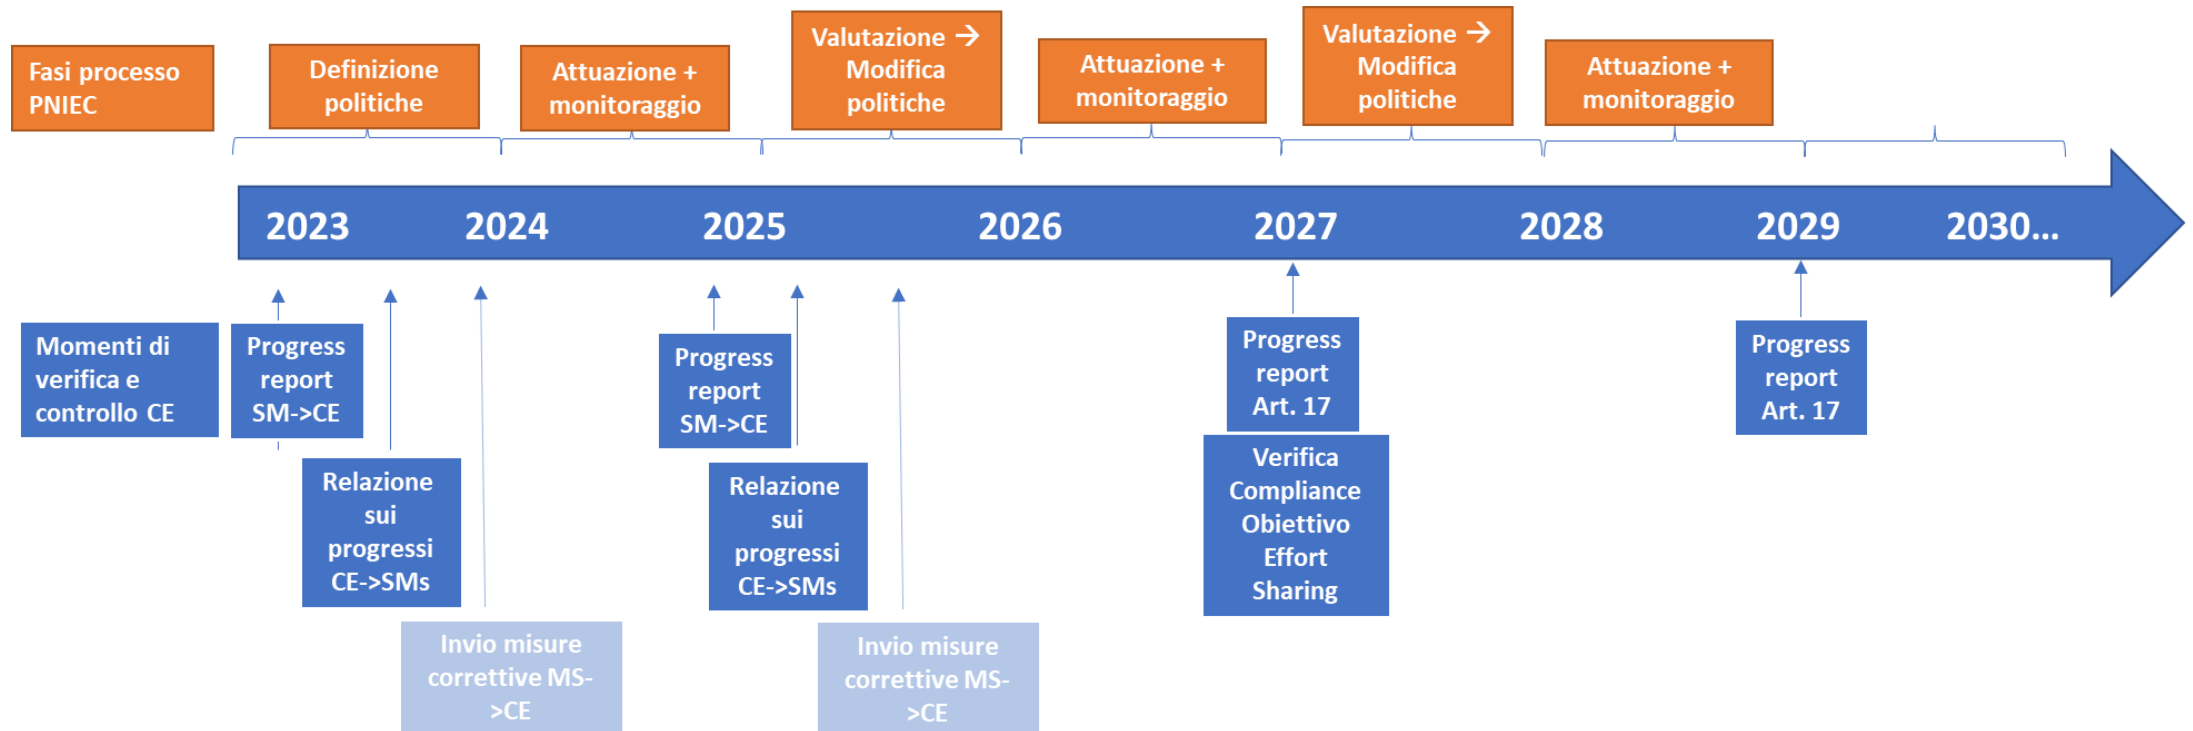 Fasi processo
PNIEC
Definizione
politiche
Attuazione +
monitoraggio
Valutazione →
Modifica
politiche
Attuazione +
monitoraggio
Valutazione →
Modifica
politiche
Attuazione +
monitoraggio
2023
2024
2025
2026
2027
2028
2029
2030...
Momenti di
verifica e
controllo CE
Progress
report
SM->CE
Relazione
sui
progressi
CE->SMs
Invio misure
correttive MS-
>CE
Progress
report
SM->CE
Relazione
sui
progressi
CE->SMs
Invio misure
correttive MS-
>CE
Progress
report
Art. 17
Verifica
Compliance
Obiettivo
Effort
Sharing
Progress
report
Art. 17